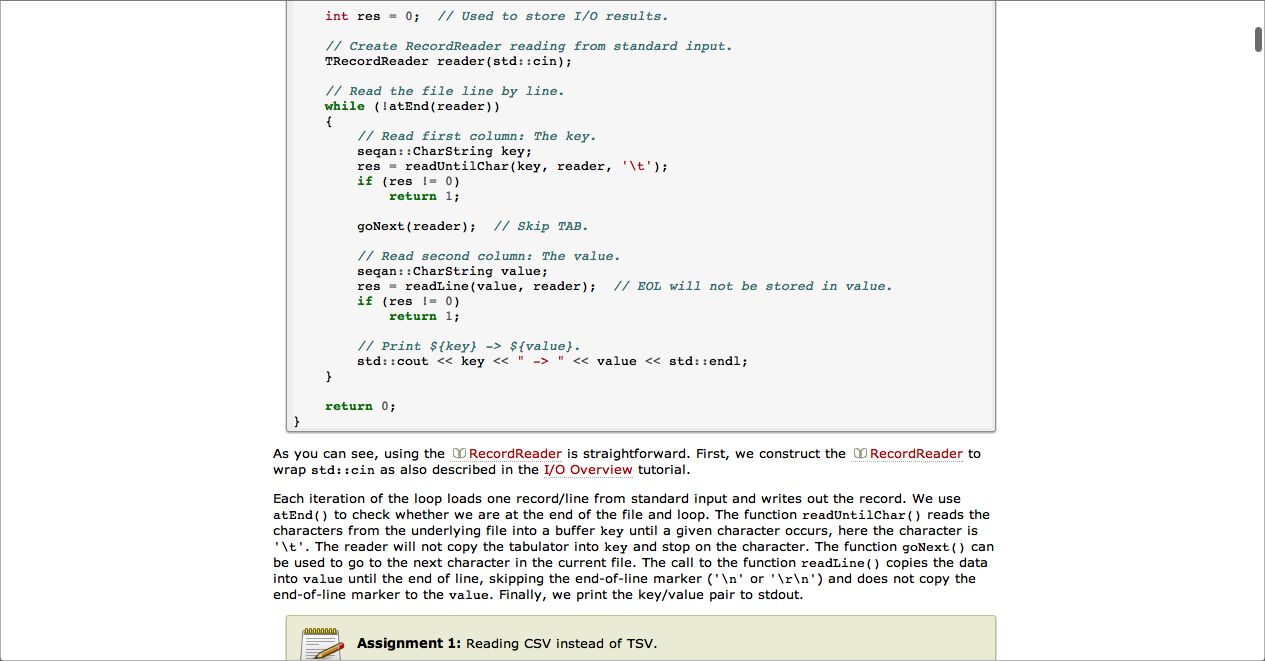 int res = 0;  // Used to store I/O results.
// Create RecordReader reading from standard input.
TRecordReader reader(std::cin);
// Read the file line by line.
while (!atEnd(reader))
{
// Read first column: The key.
seqan::CharString key;
res = readUntilChar(key, reader, '\t');
if (res != 0)
return 1;
goNext(reader);  // Skip TAB.
// Read second column: The value.
seqan::CharString value;
res = readLine(value, reader);  // EOL will not be stored in value.
if (res != 0)
return 1;
// Print ${key} -> ${value}.
std::cout << key << " -> " << value << std::endl;
}
return 0;
}
As you can see, using the RecordReader is straightforward. First, we construct the RecordReader to
wrap std::cin as also described in the I/O Overview tutorial.
Each iteration of the loop loads one record/line from standard input and writes out the record. We use
atEnd() to check whether we are at the end of the file and loop. The function readUntilChar() reads the
characters from the underlying file into a buffer key until a given character occurs, here the character is
'\t'. The reader will not copy the tabulator into key and stop on the character. The function goNext() can
be used to go to the next character in the current file. The call to the function readLine() copies the data
into value until the end of line, skipping the end-of-line marker ('\n' or '\r\n') and does not copy the
end-of-line marker to the value. Finally, we print the key/value pair to stdout.
Assignment 1: Reading CSV instead of TSV.